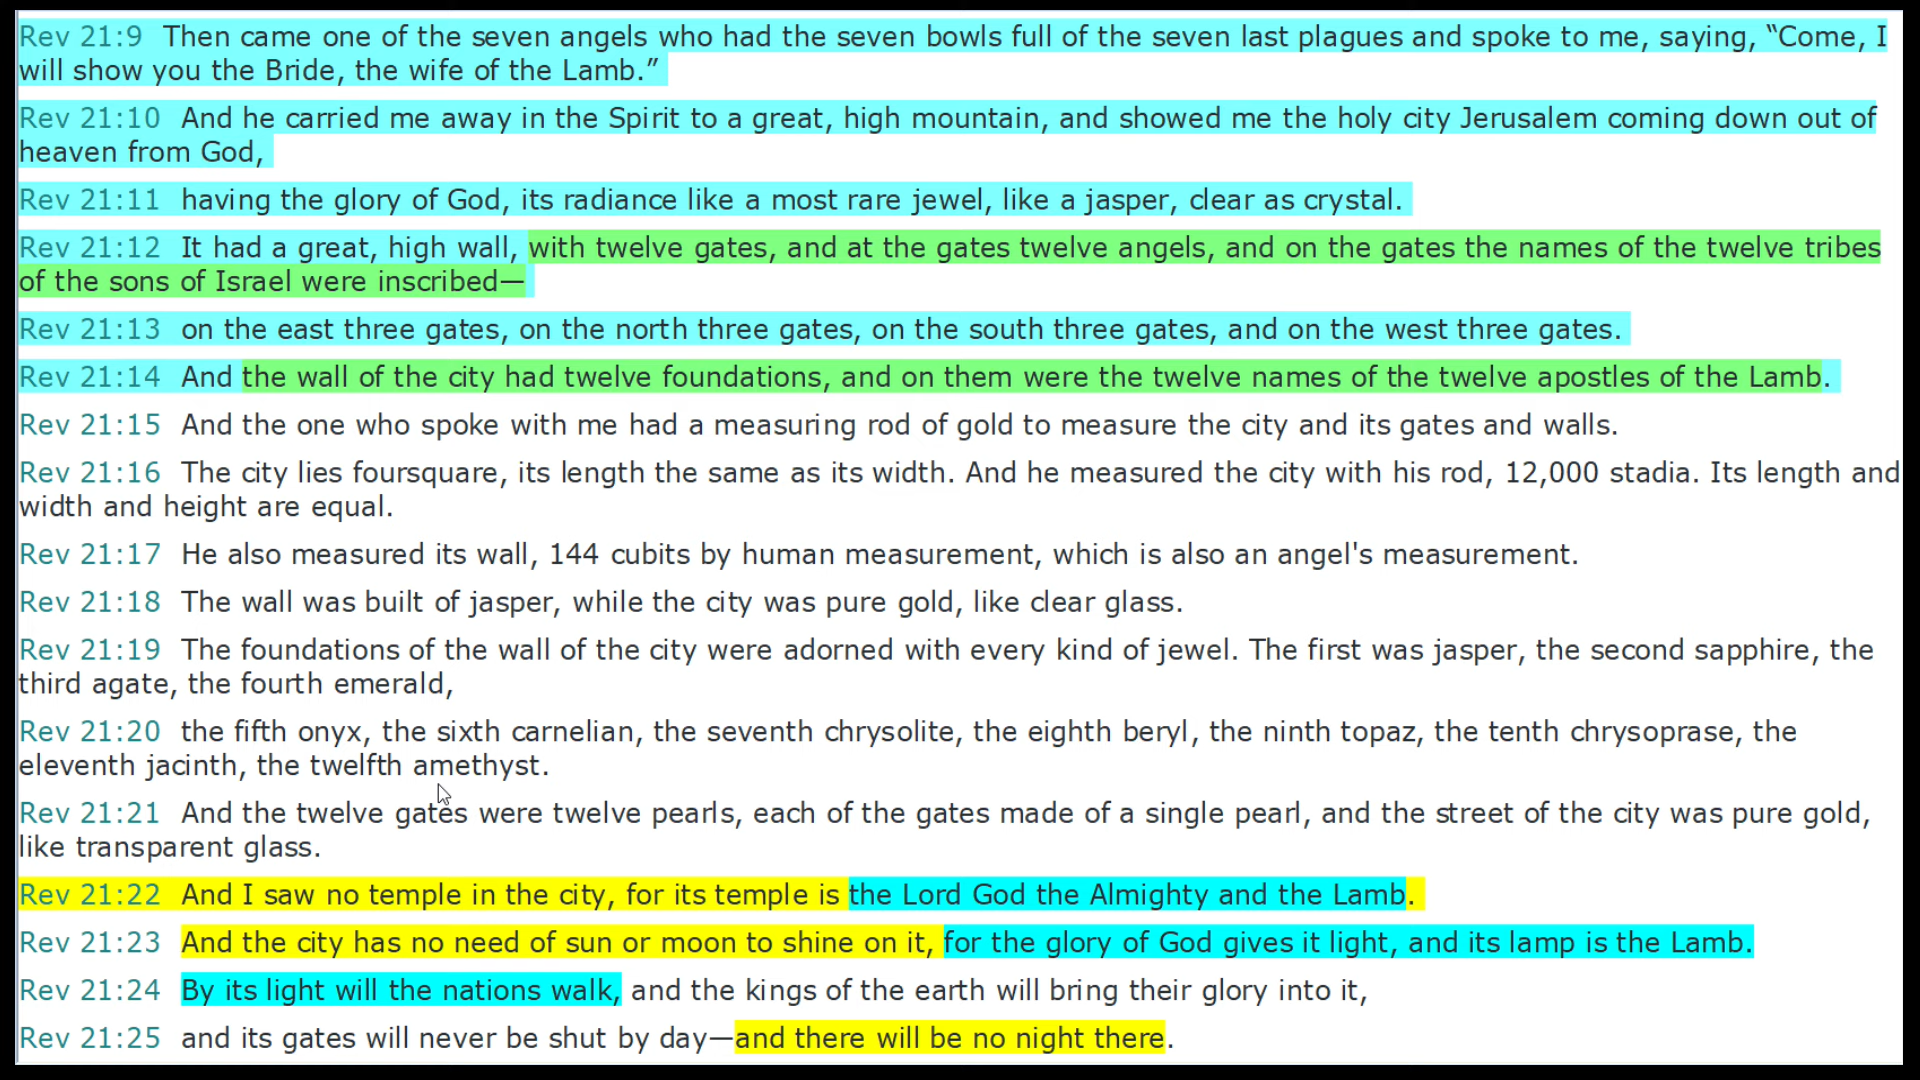 Rev 21:9 Then came one of the seven angels who had the seven bowls full of the seven last plagues and spoke to me, saying, “Come, I
will show you the Bride, the wife of the Lamb.”
Rev 21:10 And he carried me away in the Spirit to a great, high mountain, and showed me the holy city Jerusalem coming down out of
heaven from God,
Rev 21:11 having the glory of God, its radiance like a most rare jewel, like a jasper, clear as crystal.
Rev 21:12 It had a great, high wall, with twelve gates, and at the gates twelve angels, and on the gates the names of the twelve tribes
of the sons of Israel were inscribed—
Rev 21:13 on the east three gates, on the north three gates, on the south three gates, and on the west three gates.
Rev 21:14 And the wall of the city had twelve foundations, and on them were the twelve names of the twelve apostles of the Lamb.
Rev 21:15 And the one who spoke with me had a measuring rod of gold to measure the city and its gates and walls.
Rev 21:16 The city lies foursquare, its length the same as its width. And he measured the city with his rod, 12,000 stadia. Its length and
width and height are equal.
Rev 21:17 He also measured its wall, 144 cubits by human measurement, which is also an angel's measurement.
Rev 21:18 The wall was built of jasper, while the city was pure gold, like clear glass.
Rev 21:19 The foundations of the wall of the city were adorned with every kind of jewel. The first was jasper, the second sapphire, the
third agate, the fourth emerald,
Rev 21:20 the fifth onyx, the sixth carnelian, the seventh chrysolite, the eighth beryl, the ninth topaz, the tenth chrysoprase, the
eleventh jacinth, the twelfth amethyst.
Rev 21:21 And the twelve gates were twelve pearls, each of the gates made of a single pearl, and the street of the city was pure gold,
like transparent glass.
Rev 21:22 And I saw no temple in the city, for its temple is the Lord God the Almighty and the Lamb.
Rev 21:23 And the city has no need of sun or moon to shine on it, for the glory of God gives it light, and its lamp is the Lamb.
Rev 21:24 By its light will the nations walk, and the kings of the earth will bring their glory into it,
Rev 21:25 and its gates will never be shut by day—and there will be no night there.